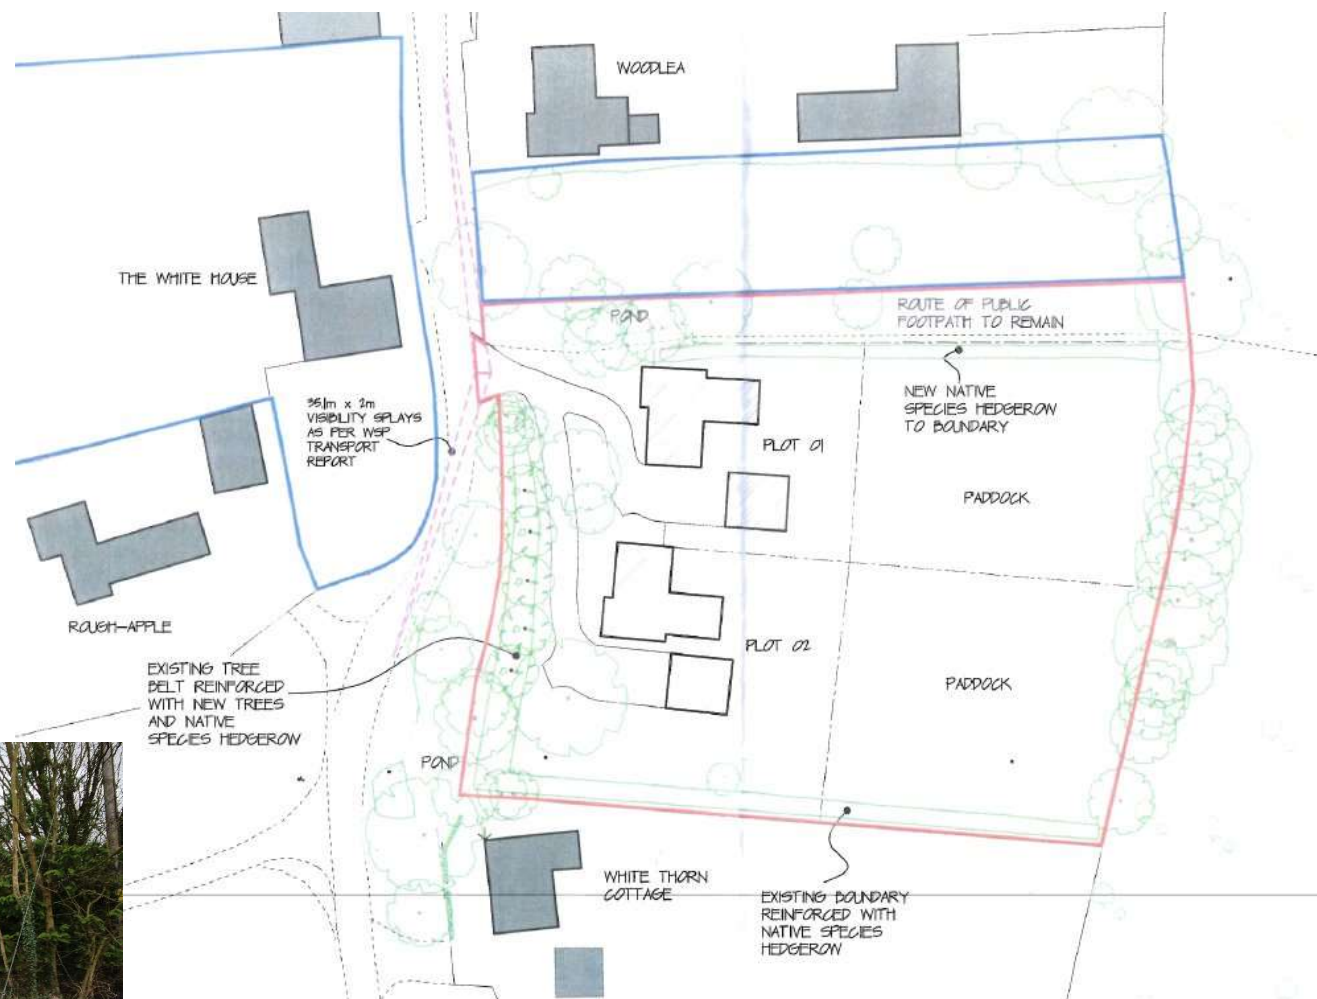 WOODLEA
THE WHITE HOUSE
POND
ROUTE OF PUBLIC
FOOTPATH TO REMAIN
35.1m x 2m
VISIBILITY SPLAYS
AS PER WSP
TRANSPORT
REPORT
NEW NATIVE
SPECIES HEDGEROW
TO BOUNDARY
PLOT 01
PADDOCK
ROUGH-APPLE
PLOT 02
EXISTING TREE
BELT REINFORCED
WITH NEW TREES
AND NATIVE
SPECIES HEDGEROW
PADDOCK
POND
WHITE THORN
COTTAGE
EXISTING BOUNDARY
REINFORCED WITH
NATIVE SPECIES
HEDGEROW